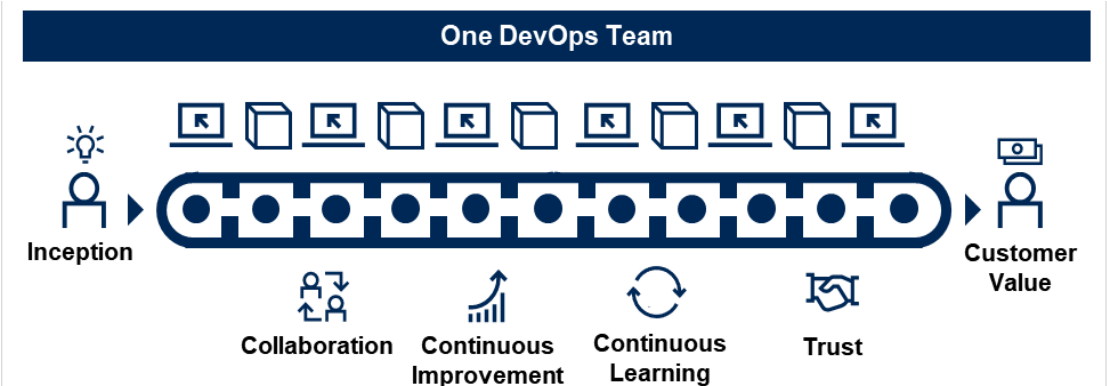 One DevOps Team
Inception
Customer
Value
Collaboration
Continuous
Improvement
Continuous
Learning
Trust